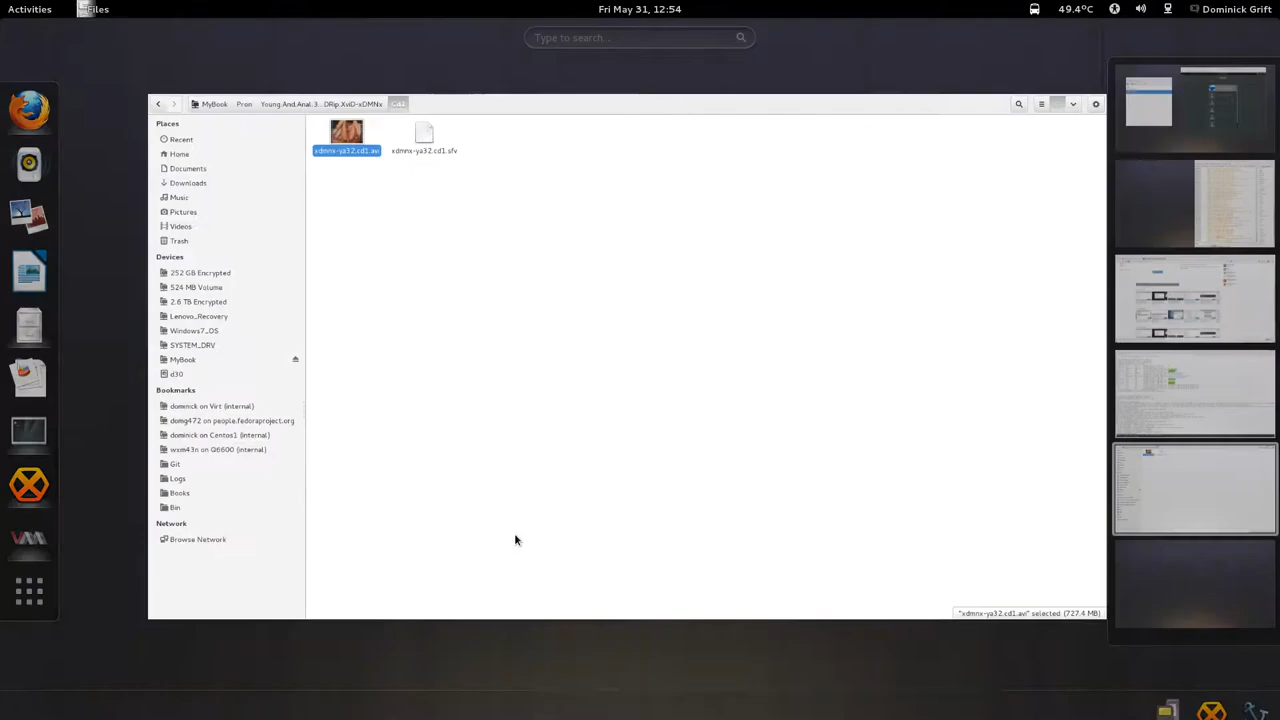 Activities
Files
Fri May 31, 12:54
49.4ºC
Dominick Grift
Type to search...
MyBook
Pron
Young.And.Anal.3...DRip.XviD-xDMNx
Cd1
Places
Recent
Home
Documents
Downloads
Music
Pictures
Videos
Trash
Devices
252 GB Encrypted
524 MB Volume
2.6 TB Encrypted
Lenovo_Recovery
Windows7_OS
SYSTEM_DRV
MyBook
d30
Bookmarks
dominick on Virt (internal)
domg472 on people.fedoraproject.org
dominick on Centos1 (internal)
wxm43n on Q6600 (internal)
Git
Logs
Books
Bin
Network
Browse Network
xdmnx-ya32.cd1.avi
xdmnx-ya32.cd1.sfv
"xdmnx-ya32.cd1.avi" selected (727.4 MB)